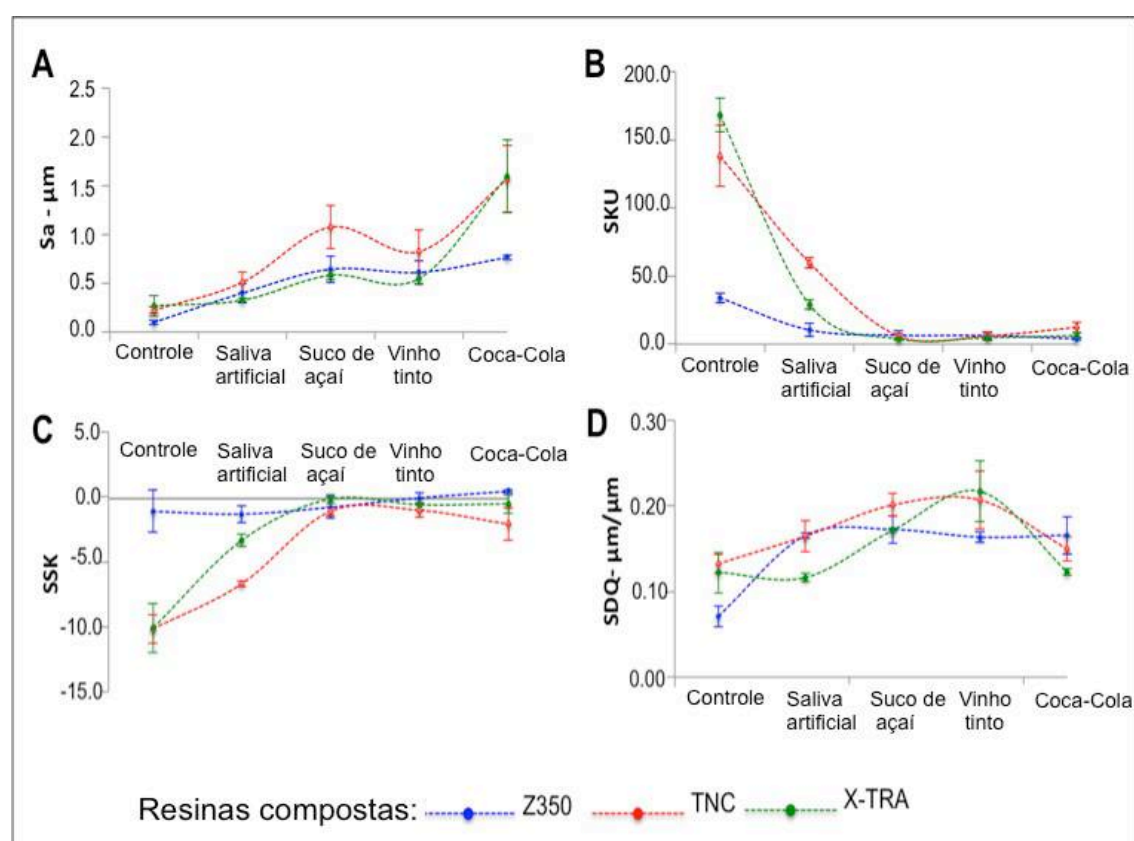 A
Sa - μm
2.5
2.0
1.5
1.0
0.5
0.0
Controle
Saliva
artificial
Suco de
açaí
Vinho
tinto
Coca-Cola
B
SKU
200.0
150.0
100.0
50.0
0.0
Controle
Saliva
artificial
Suco de
açaí
Vinho
tinto
Coca-Cola
C
SSK
5.0
0.0
-5.0
-10.0
-15.0
Controle
Saliva
artificial
Suco de
açaí
Vinho
tinto
Coca-Cola
D
SDQ- μm/μm
0.30
0.20
0.10
0.00
Controle
Saliva
artificial
Suco de
açaí
Vinho
tinto
Coca-Cola
Resinas compostas: Z350 TNC X-TRA